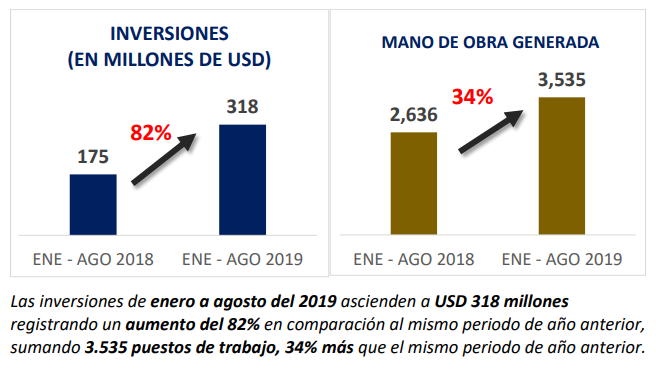 INVERSIONES
(EN MILLONES DE USD)
318
82%
175
ENE - AGO 2018
ENE - AGO 2019
MANO DE OBRA GENERADA
3,535
34%
2,636
ENE - AGO 2018
ENE - AGO 2019
Las inversiones de enero a agosto del 2019 ascienden a USD 318 millones
registrando un aumento del 82% en comparación al mismo periodo de año anterior,
sumando 3.535 puestos de trabajo, 34% más que el mismo periodo de año anterior.